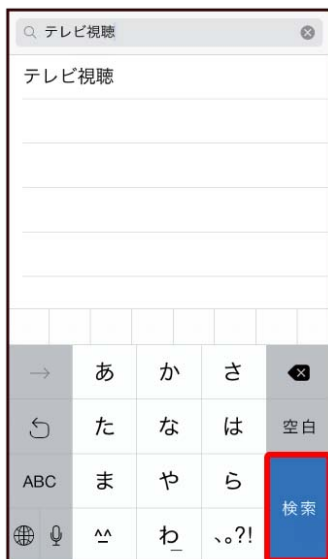 テレビ視聴
テレビ視聴
→ あ か さ
た な は 空白
ABC ま や ら 検索
^^ わ_ 、。?!